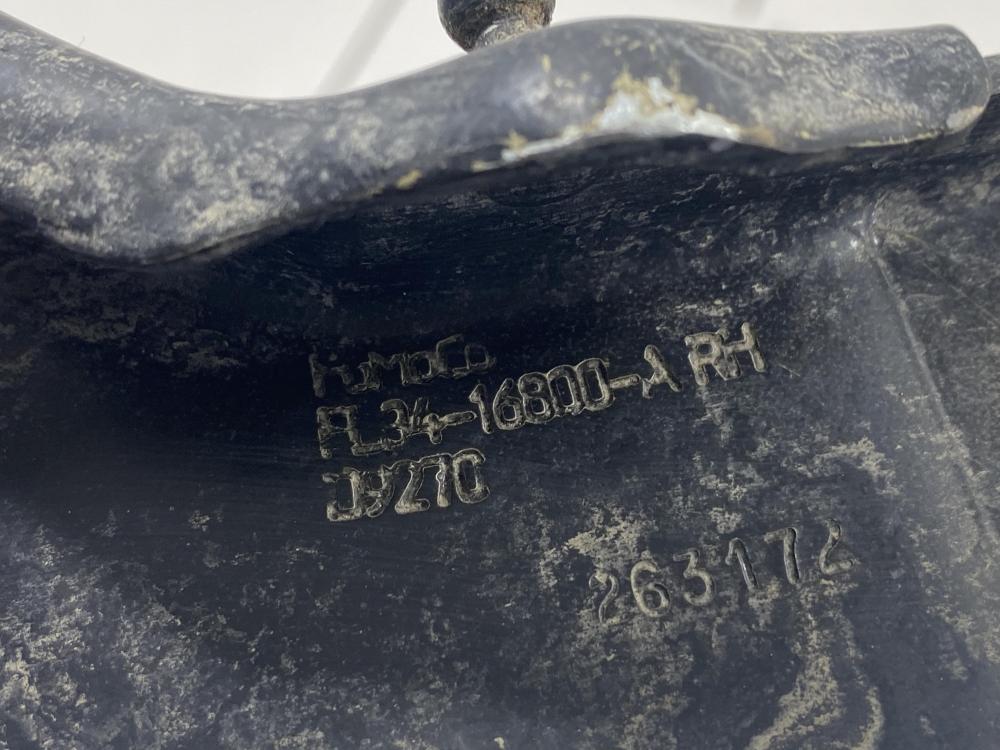 FoMoCo
FL34-16800-A RH
J9Z70
263172